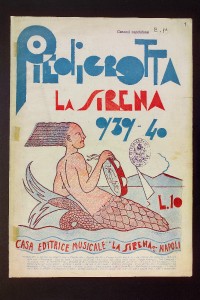 PIEDIGROTTA
LA SIRENA
939-40
L.10
CASA EDITRICE MUSICALE "LA SIRENA" - NAPOLI